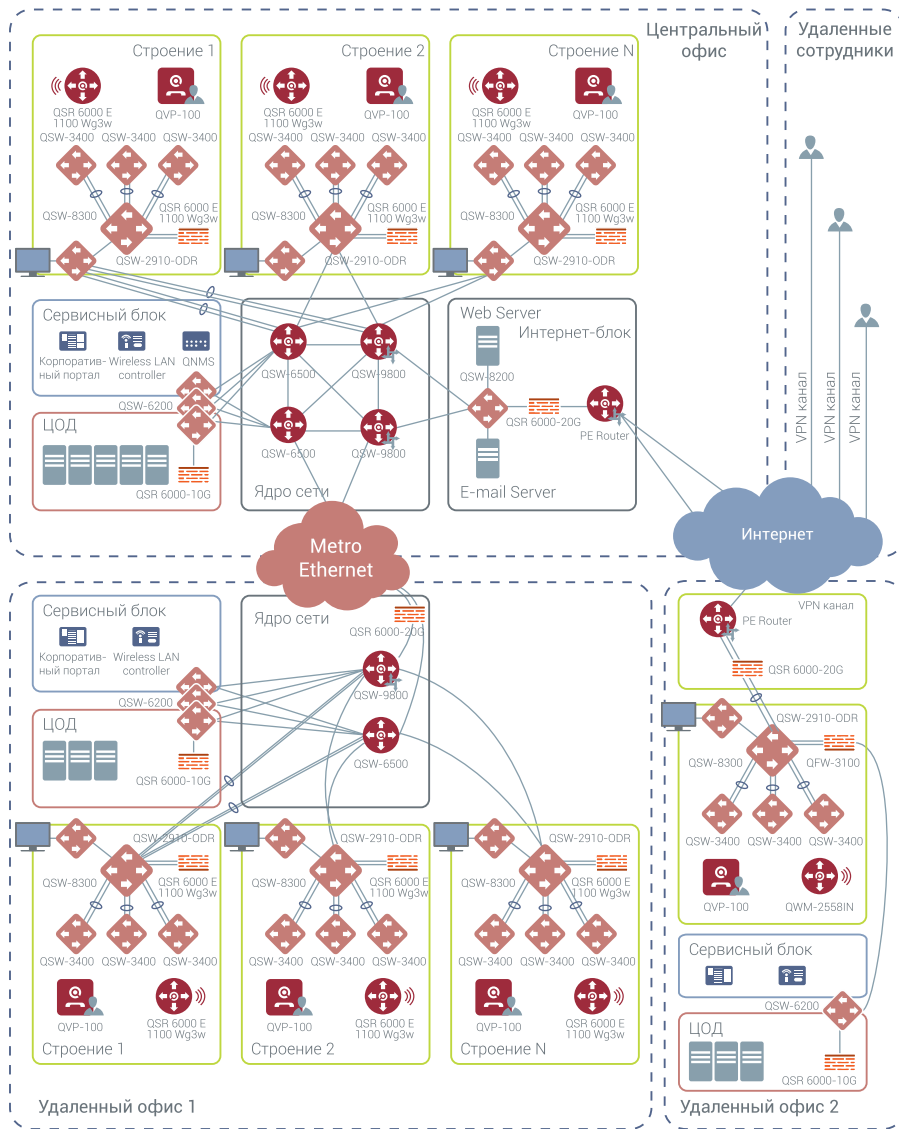 Центральный
офис
Удаленные
сотрудники
Строение 1
QSR 6000 E
1100 Wg3w
QVP-100
QSW-3400 QSW-3400 QSW-3400
QSW-8300
QSR 6000 E
1100 Wg3w
QSW-2910-ODR
Строение 2
QSR 6000 E
1100 Wg3w
QVP-100
QSW-3400 QSW-3400 QSW-3400
QSW-8300
QSR 6000 E
1100 Wg3w
QSW-2910-ODR
Строение N
QSR 6000 E
1100 Wg3w
QVP-100
QSW-3400 QSW-3400 QSW-3400
QSW-8300
QSR 6000 E
1100 Wg3w
QSW-2910-ODR
VPN канал
VPN канал
VPN канал
Сервисный блок
Корпоратив-
ный портал
Wireless LAN
controller
QNMS
QSW-6200
ЦОД
QSR 6000-10G
QSW-6500
QSW-9800
QSW-6500
QSW-9800
Ядро сети
Web Server
Интернет-блок
QSW-8200
QSR 6000-20G
PE Router
E-mail Server
Интернет
Metro
Ethernet
Сервисный блок
Корпоратив-
ный портал
Wireless LAN
controller
QSW-6200
ЦОД
QSR 6000-10G
Ядро сети
QSR 6000-20G
QSW-9800
QSW-6500
QSW-2910-ODR
QSW-8300
QSR 6000 E
1100 Wg3w
QSW-3400 QSW-3400 QSW-3400
QVP-100
QSR 6000 E
1100 Wg3w
Строение 1
QSW-2910-ODR
QSW-8300
QSR 6000 E
1100 Wg3w
QSW-3400 QSW-3400 QSW-3400
QVP-100
QSR 6000 E
1100 Wg3w
Строение 2
QSW-2910-ODR
QSW-8300
QSR 6000 E
1100 Wg3w
QSW-3400 QSW-3400 QSW-3400
QVP-100
QSR 6000 E
1100 Wg3w
Строение N
Удаленный офис 1
VPN канал
PE Router
QSR 6000-20G
QSW-2910-ODR
QSW-8300
QFW-3100
QSW-3400 QSW-3400 QSW-3400
QVP-100
QWM-2558IN
Сервисный блок
QSW-6200
ЦОД
QSR 6000-10G
Удаленный офис 2